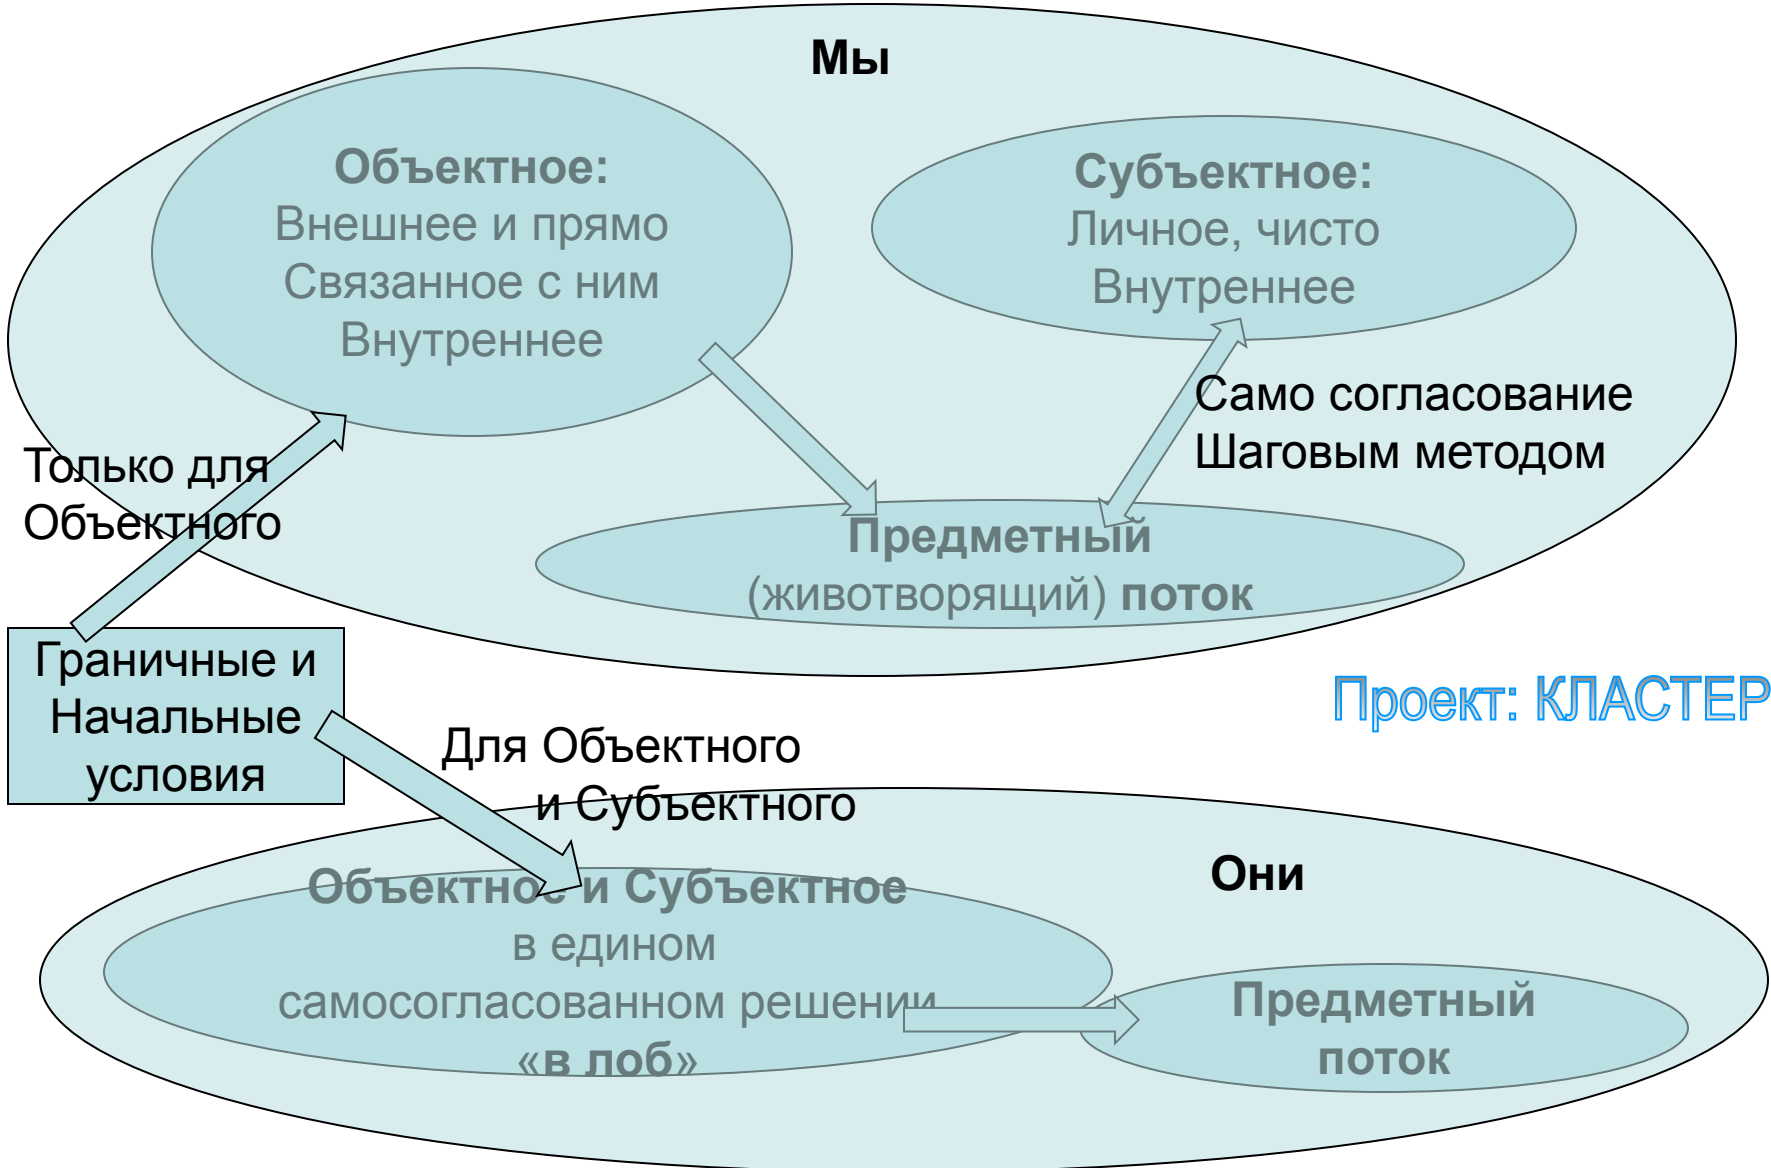 Мы
Объектное:
Внешнее и прямо
Связанное с ним
Внутреннее
Субъектное:
Личное, чисто
Внутреннее
Само согласование
Шаговым методом
Только для
Объектного
Предметный
(животворящий) поток
Граничные и
Начальные
условия
Проект: КЛАСТЕР
Для Объектного
и Субъектного
Они
Объектное и Субъектное
в едином
самосогласованном решении
«в лоб»
Предметный
поток